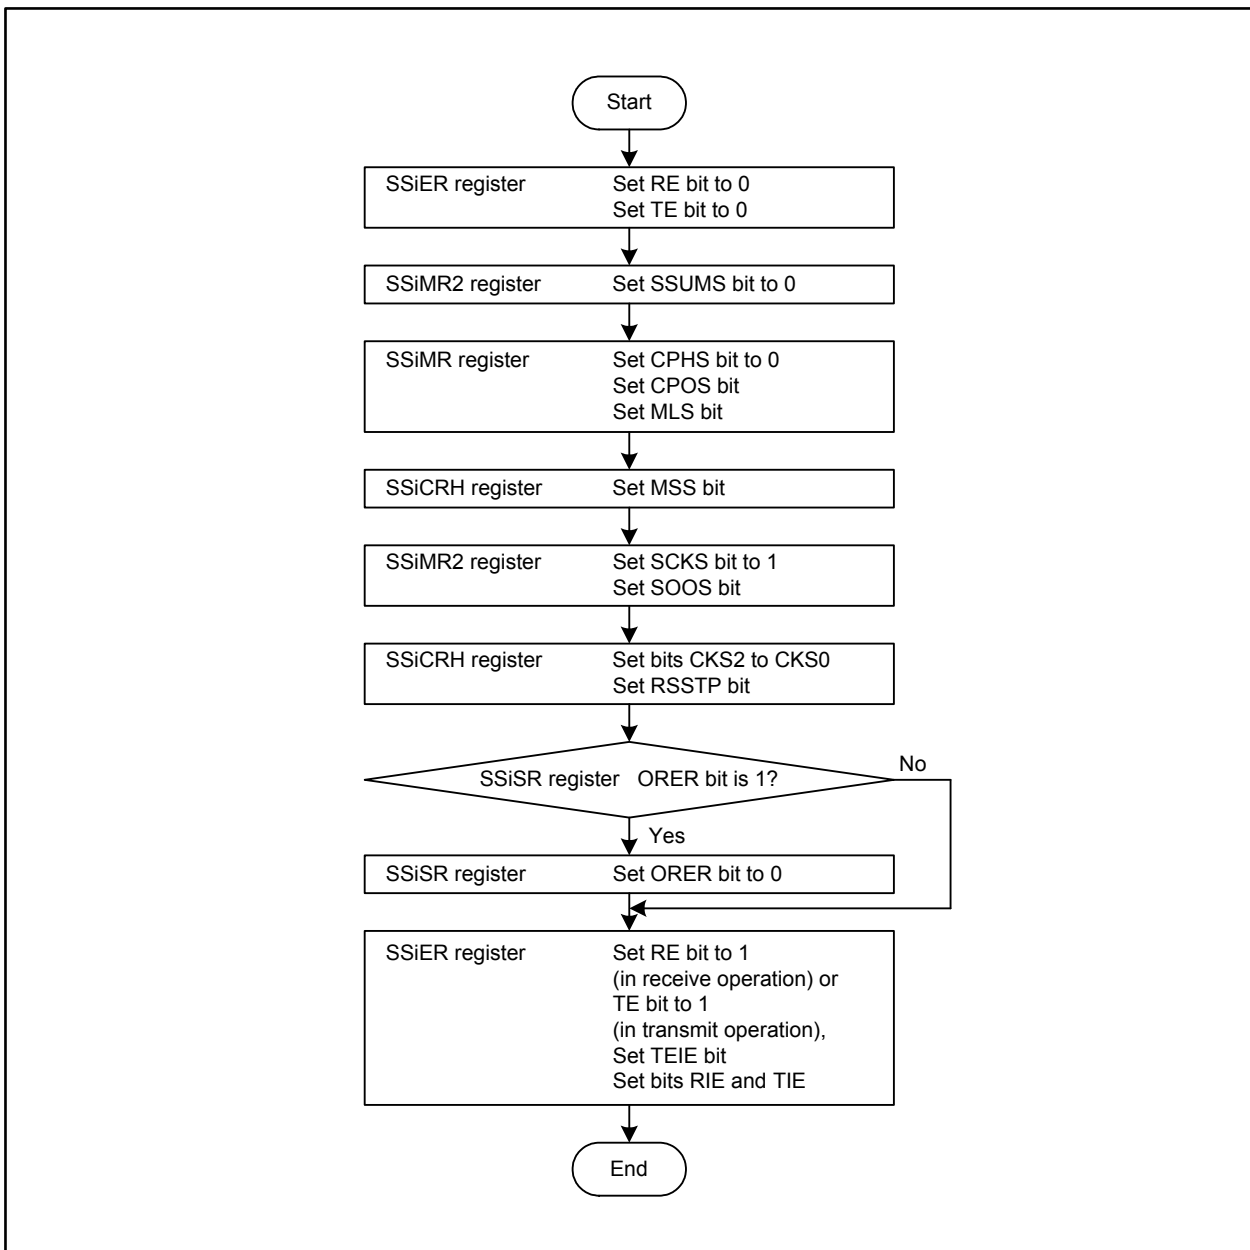 Start
SSiER register Set RE bit to 0
Set TE bit to 0
SSiMR2 register Set SSUMS bit to 0
SSiMR register Set CPHS bit to 0
Set CPOS bit
Set MLS bit
SSiCRH register Set MSS bit
SSiMR2 register Set SCKS bit to 1
Set SOOS bit
SSiCRH register Set bits CKS2 to CKS0
Set RSSTP bit
SSiSR register ORER bit is 1?
No
Yes
SSiSR register Set ORER bit to 0
SSiER register Set RE bit to 1
(in receive operation) or
TE bit to 1
(in transmit operation),
Set TEIE bit
Set bits RIE and TIE
End